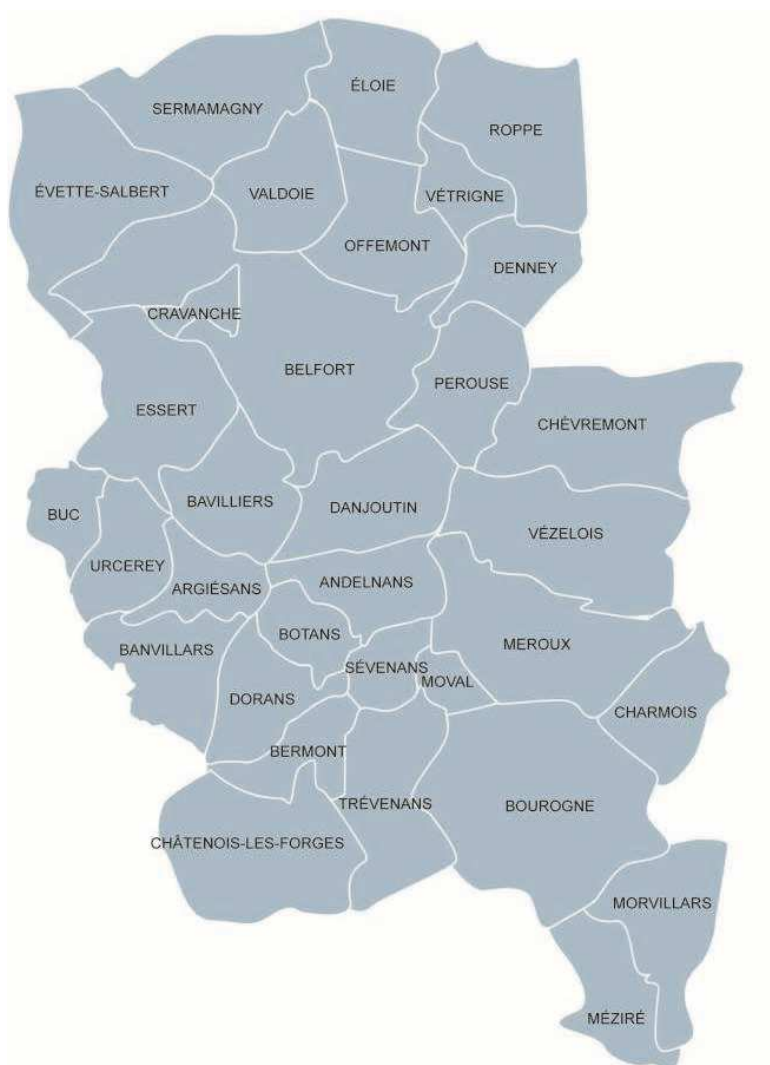 ÉLOIE
SERMAMAGNY
ROPPE
ÉVETTE-SALBERT
VALDOIE
VÉTRIGNE
OFFEMONT
DENNEY
CRAVANCHE
BELFORT
PEROUSE
ESSERT
CHÉVREMONT
BAVILLIERS
DANJOUTIN
BUC
VÉZELOIS
URCEREY
ARGIÉSANS
ANDELNANS
BOTANS
MEROUX
BANVILLARS
SÉVENANS
MOVAL
DORANS
CHARMOIS
BERMONT
TRÉVENANS
BOUROGNE
CHÂTENOIS-LES-FORGES
MORVILLARS
MÉZIRÉ